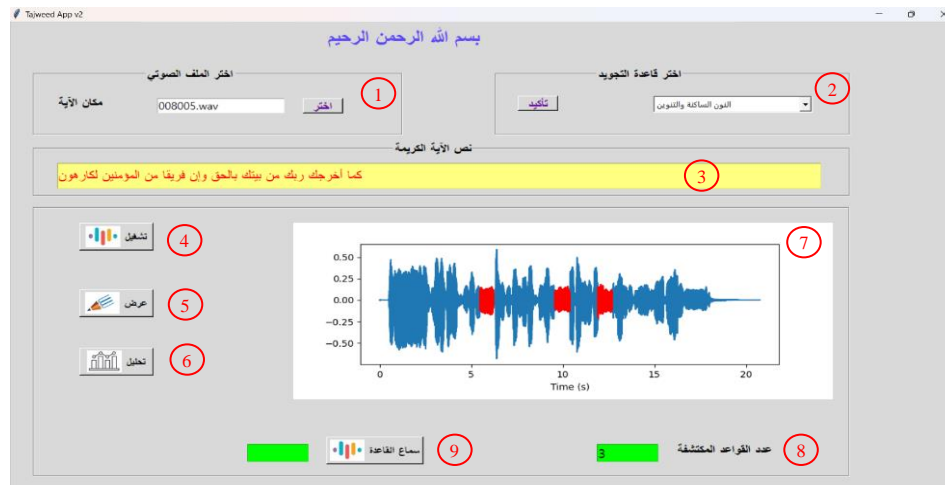 Tajweed App v2
بسم الله الرحمن الرحيم
اختر قاعدة التجويد
2
النون الساكنة والتنوين
تأكيد
اختر الملف الصوتي
1
اختر
008005.wav
مكان الآية
نص الآية الكريمة
كما أخرجك ربك من بيتك بالحق وإن فريقا من المؤمنين لكارهون
3
تشغيل
4
عرض
5
تحليل
6
7
0.50
0.25
0.00
−0.25
−0.50
0 5 10 15 20
Time (s)
8
عدد القواعد المكتشفة
3
9
سماع القاعدة